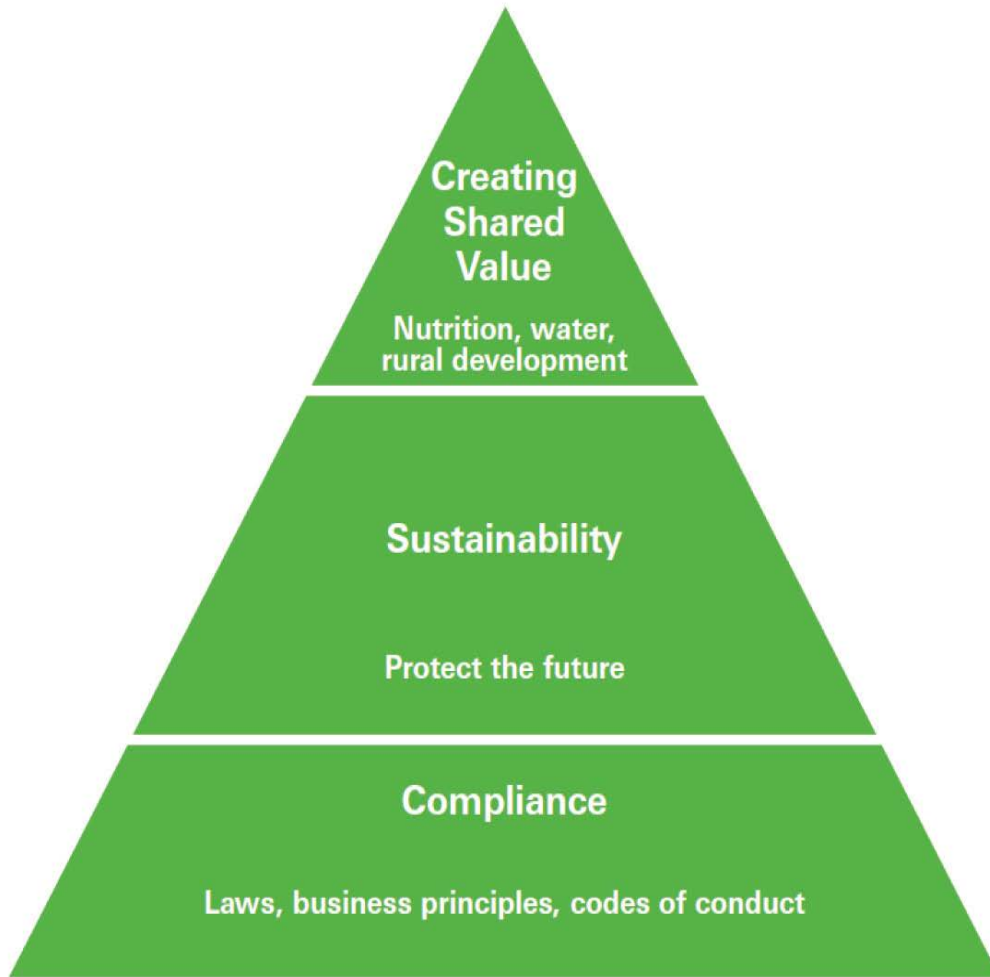 Creating
Shared
Value
Nutrition, water,
rural development
Sustainability
Protect the future
Compliance
Laws, business principles, codes of conduct